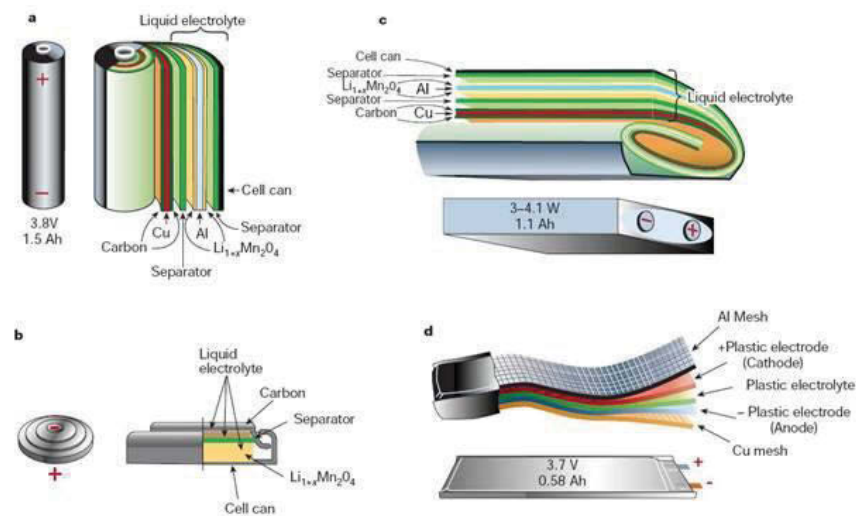 a
Liquid electrolyte
+
−
3.8V
1.5 Ah
Cell can
Separator
Li1+xMn2O4
Al
Separator
Cu
Carbon
c
Cell can
Separator
Li1+xMn2O4
Al
Separator
Carbon
Cu
Liquid electrolyte
3–4.1 W
1.1 Ah
−
+
b
Liquid
electrolyte
Carbon
Separator
Li1+xMn2O4
Cell can
−
+
d
Al Mesh
+Plastic electrode
(Cathode)
Plastic electrolyte
− Plastic electrode
(Anode)
Cu mesh
3.7 V
0.58 Ah
+
-